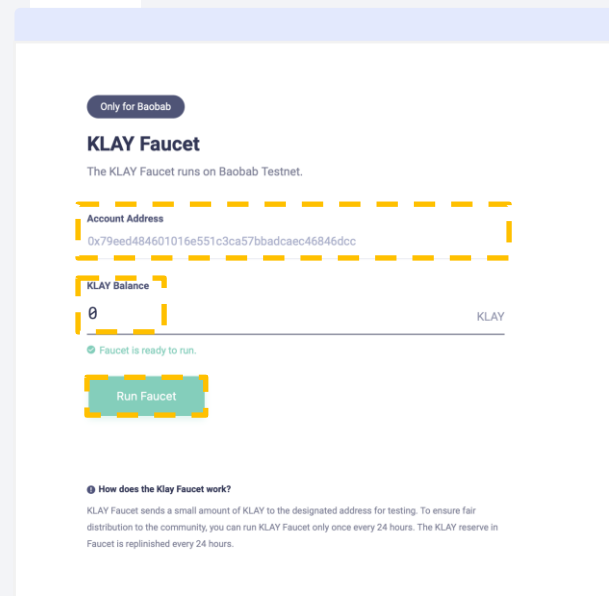 Only for Baobab
KLAY Faucet
The KLAY Faucet runs on Baobab Testnet.
Account Address
0x79eed484601016e551c3ca57bbadcaec46846dcc
KLAY Balance
0
KLAY
Faucet is ready to run.
Run Faucet
How does the Klay Faucet work?
KLAY Faucet sends a small amount of KLAY to the designated address for testing. To ensure fair
distribution to the community, you can run KLAY Faucet only once every 24 hours. The KLAY reserve in
Faucet is replinished every 24 hours.